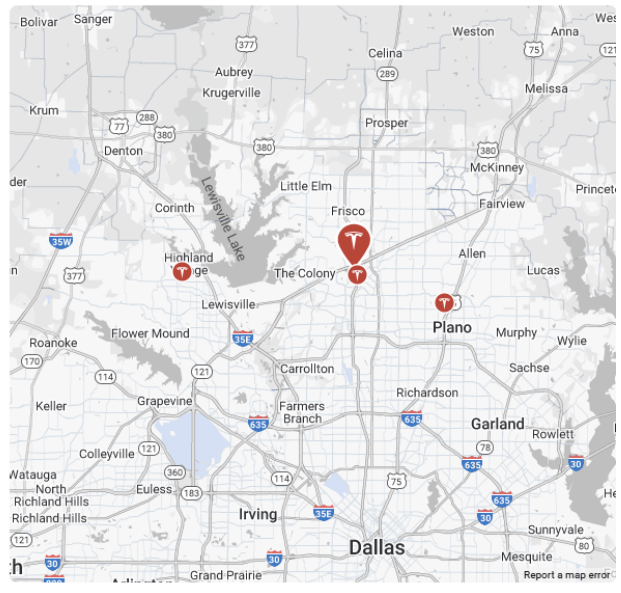 Bolivar
Sanger
Weston
Anna
377
Celina
75
121
Aubrey
289
Krugerville
Melissa
Krum
288
77
Prosper
380
380
380
Denton
McKinney
Little Elm
Corinth
Lewisville Lake
Frisco
Fairview
35W
Highland
377
The Colony
Allen
Lucas
Lewisville
Plano
Flower Mound
35E
Murphy
Wylie
Roanoke
170
Carrollton
Sachse
114
121
Keller
Grapevine
Farmers
Branch
Richardson
635
635
Garland
Rowlett
Colleyville
121
78
360
635
30
Watauga
North
Richland Hills
Richland Hills
Euless
183
114
75
635
Irving
35E
30
121
Sunnyvale
Dallas
80
30
30
Mesquite
Grand Prairie
Report a map error